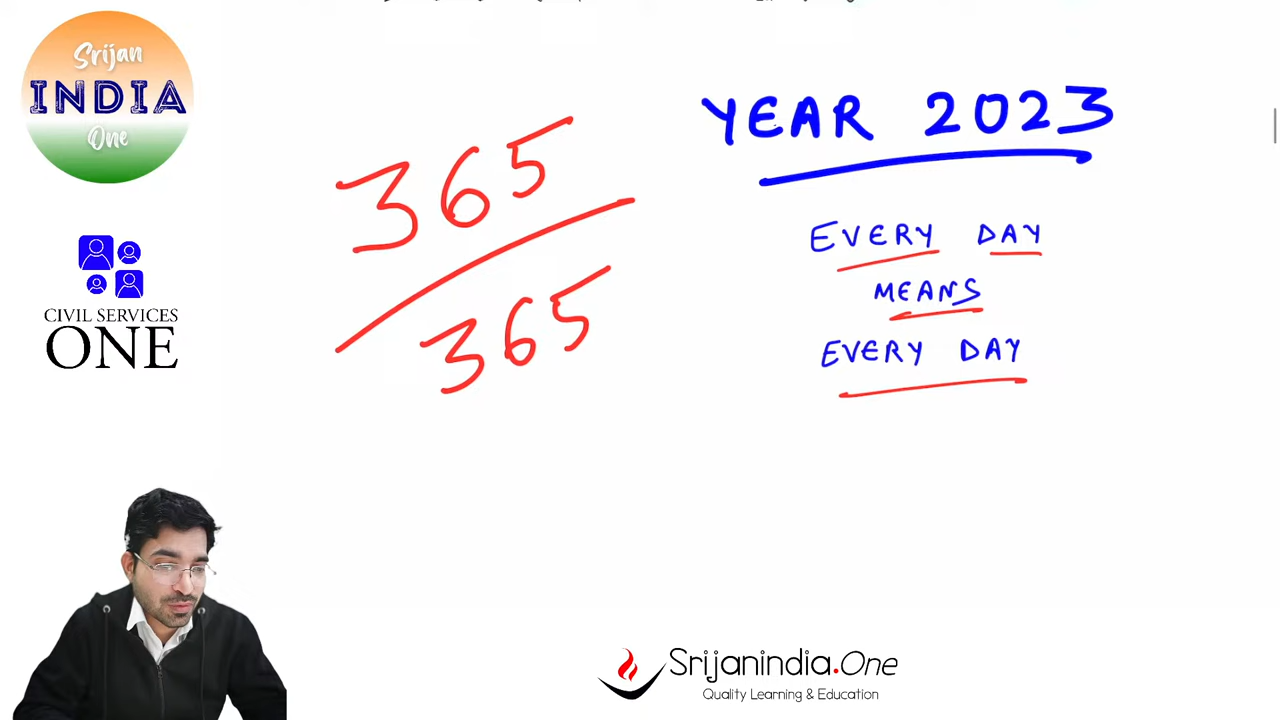 Srijan
INDIA
One
CIVIL SERVICES
ONE
365
365
YEAR 2023
EVERY DAY
MEANS
EVERY DAY
Srijanindia.One
Quality Learning & Education